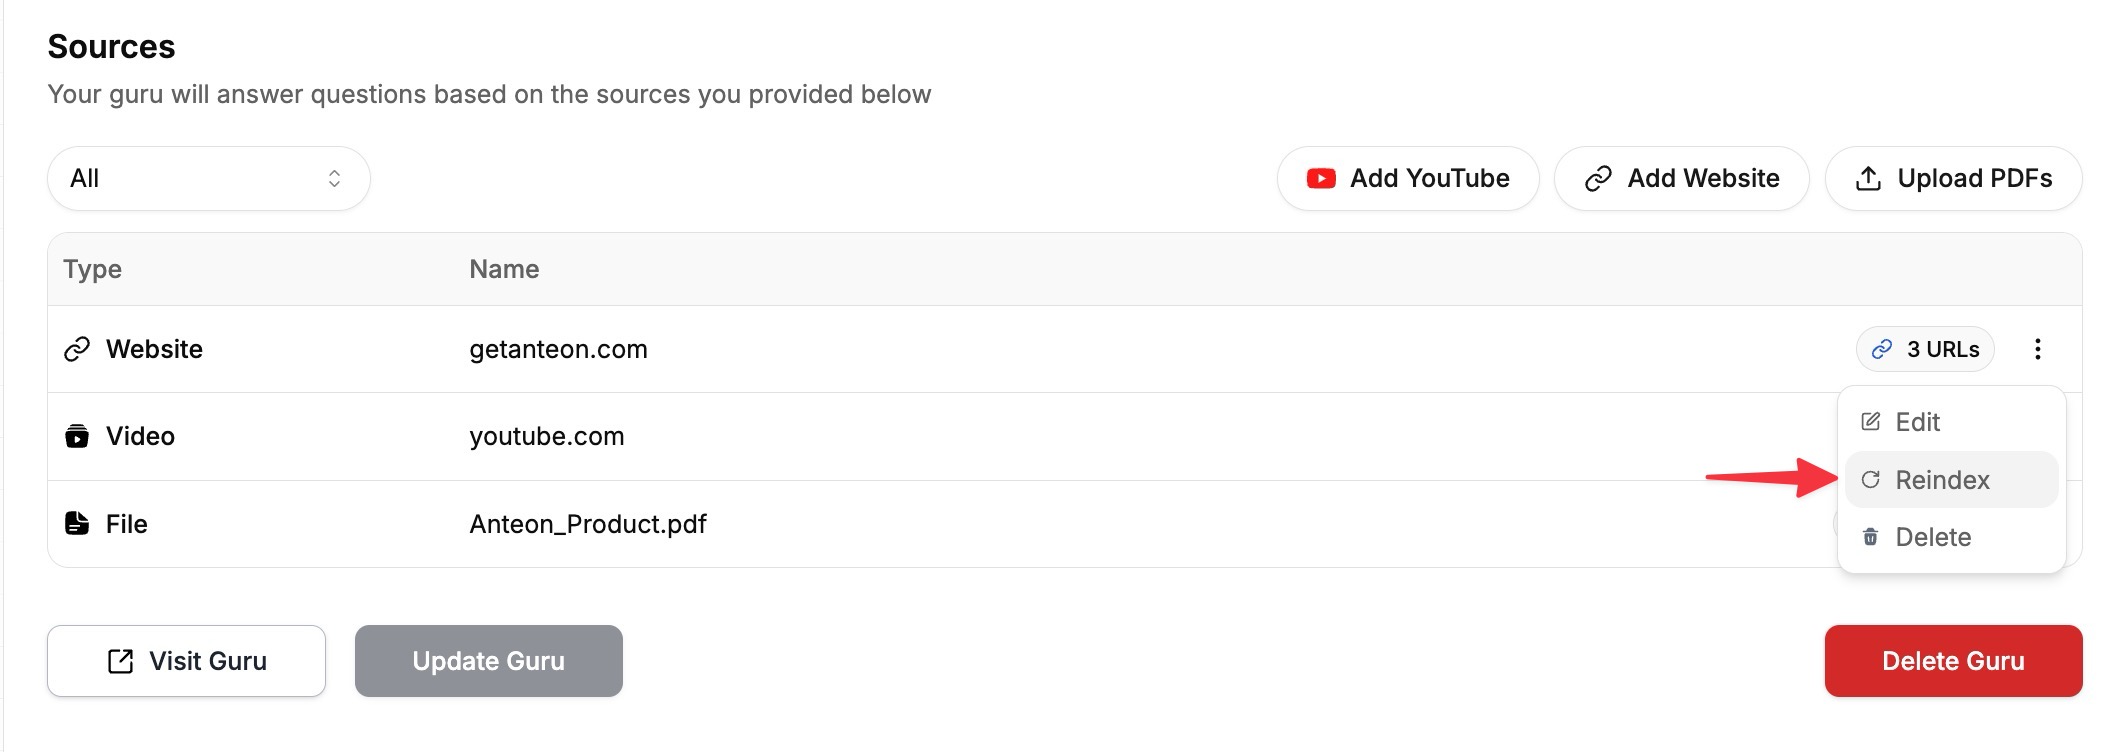 Sources
Your guru will answer questions based on the sources you provided below
All
Add YouTube
Add Website
Upload PDFs
Type Name
Website getanteon.com 3 URLs
Edit
Video youtube.com
Reindex
File Anteon_Product.pdf
Delete
Visit Guru
Update Guru
Delete Guru